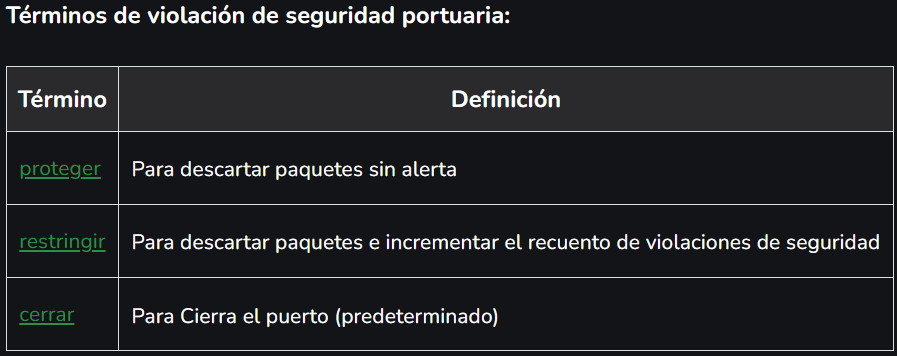 Términos de violación de seguridad portuaria:
Término Definición
proteger Para descartar paquetes sin alerta
restringir Para descartar paquetes e incrementar el recuento de violaciones de seguridad
cerrar Para Cierra el puerto (predeterminado)